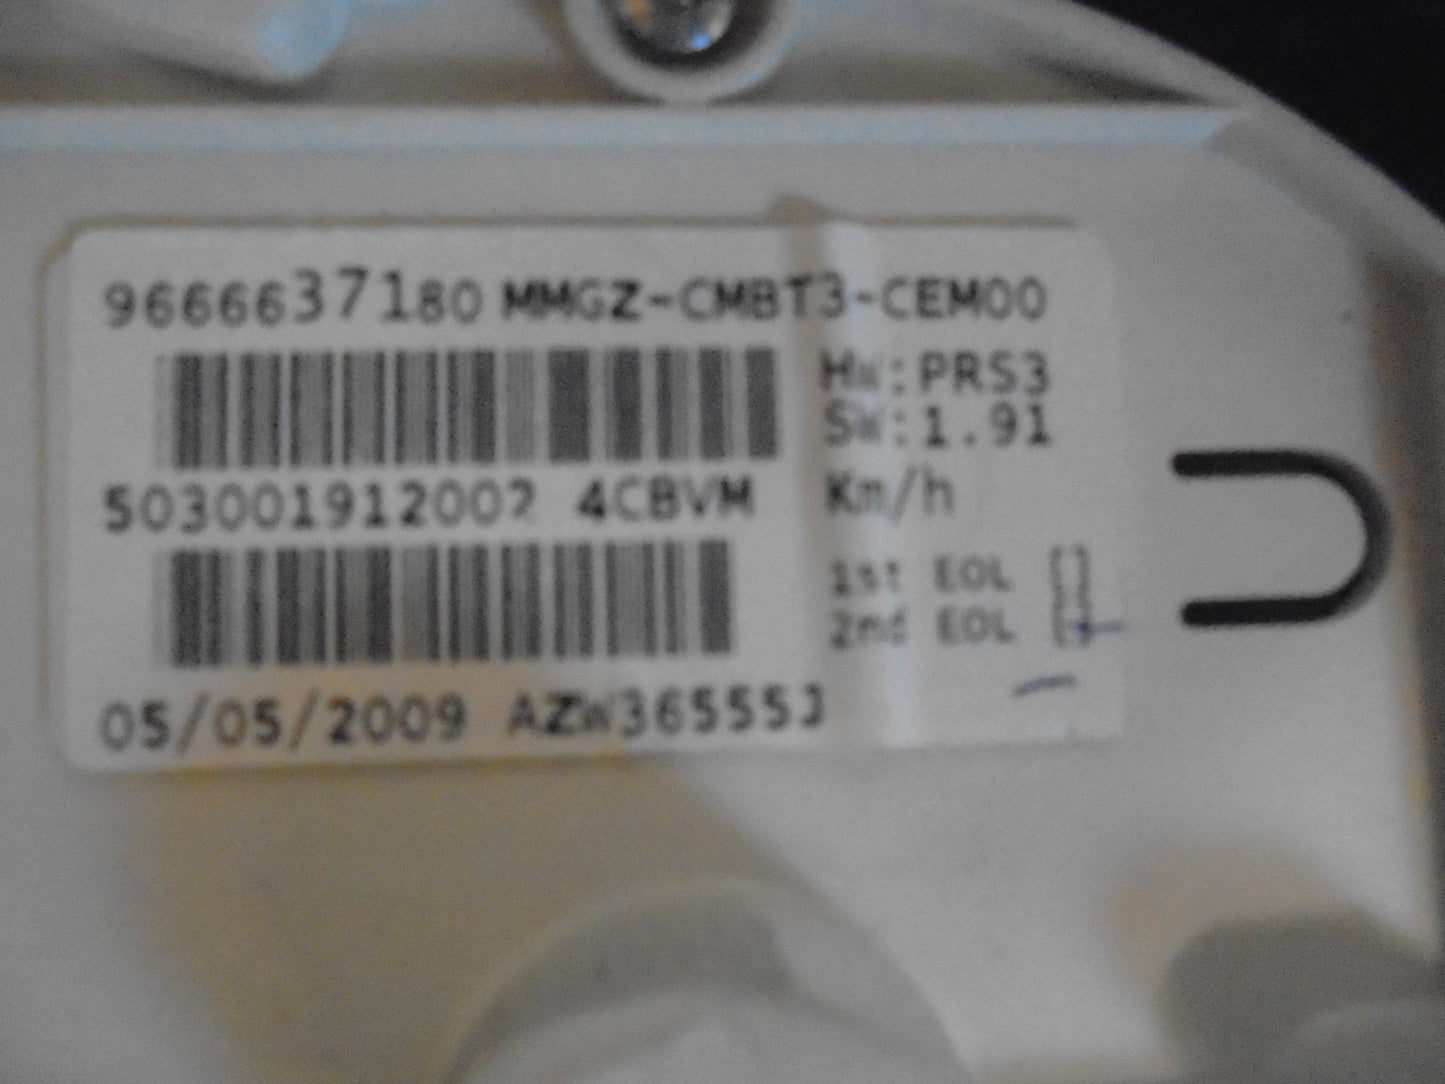 9666637180 MMGZ-CMBT3-CEM00
HW:PRS3
SW:1.91
503001912002 4CBVM
Km/h
1st EOL []
2nd EOL []
05/05/2009 AZW36555J